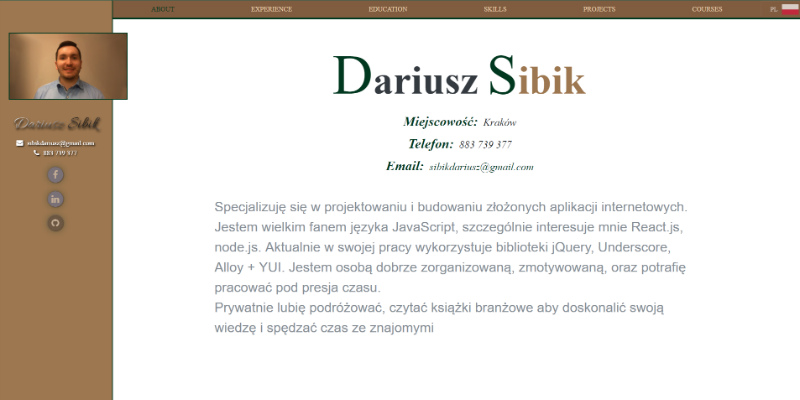 ABOUT EXPERIENCE EDUCATION SKILLS PROJECTS COURSES PL
Dariusz Sibik
sibikdariusz@gmail.com
883 739 377
Dariusz Sibik
Miejscowość: Kraków
Telefon: 883 739 377
Email: sibikdariusz@gmail.com
Specjalizuję się w projektowaniu i budowaniu złożonych aplikacji internetowych.
Jestem wielkim fanem języka JavaScript, szczególnie interesuje mnie React.js,
node.js. Aktualnie w swojej pracy wykorzystuje biblioteki jQuery, Underscore,
Alloy + YUI. Jestem osobą dobrze zorganizowaną, zmotywowaną, oraz potrafię
pracować pod presja czasu.
Prywatnie lubię podróżować, czytać książki branżowe aby doskonalić swoją
wiedzę i spędzać czas ze znajomymi